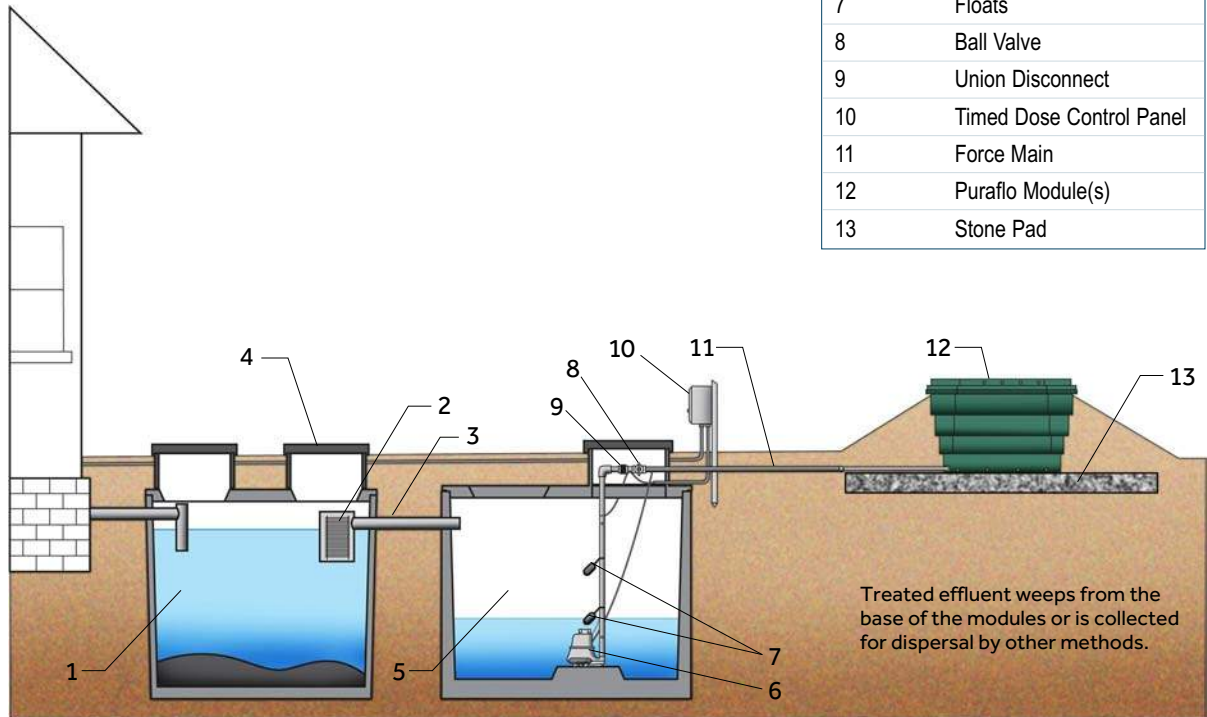 7 Floats
8 Ball Valve
9 Union Disconnect
10 Timed Dose Control Panel
11 Force Main
12 Puraflo Module(s)
13 Stone Pad
4
2
3
10
8
9
11
12
13
1
5
7
6
Treated effluent weeps from the
base of the modules or is collected
for dispersal by other methods.